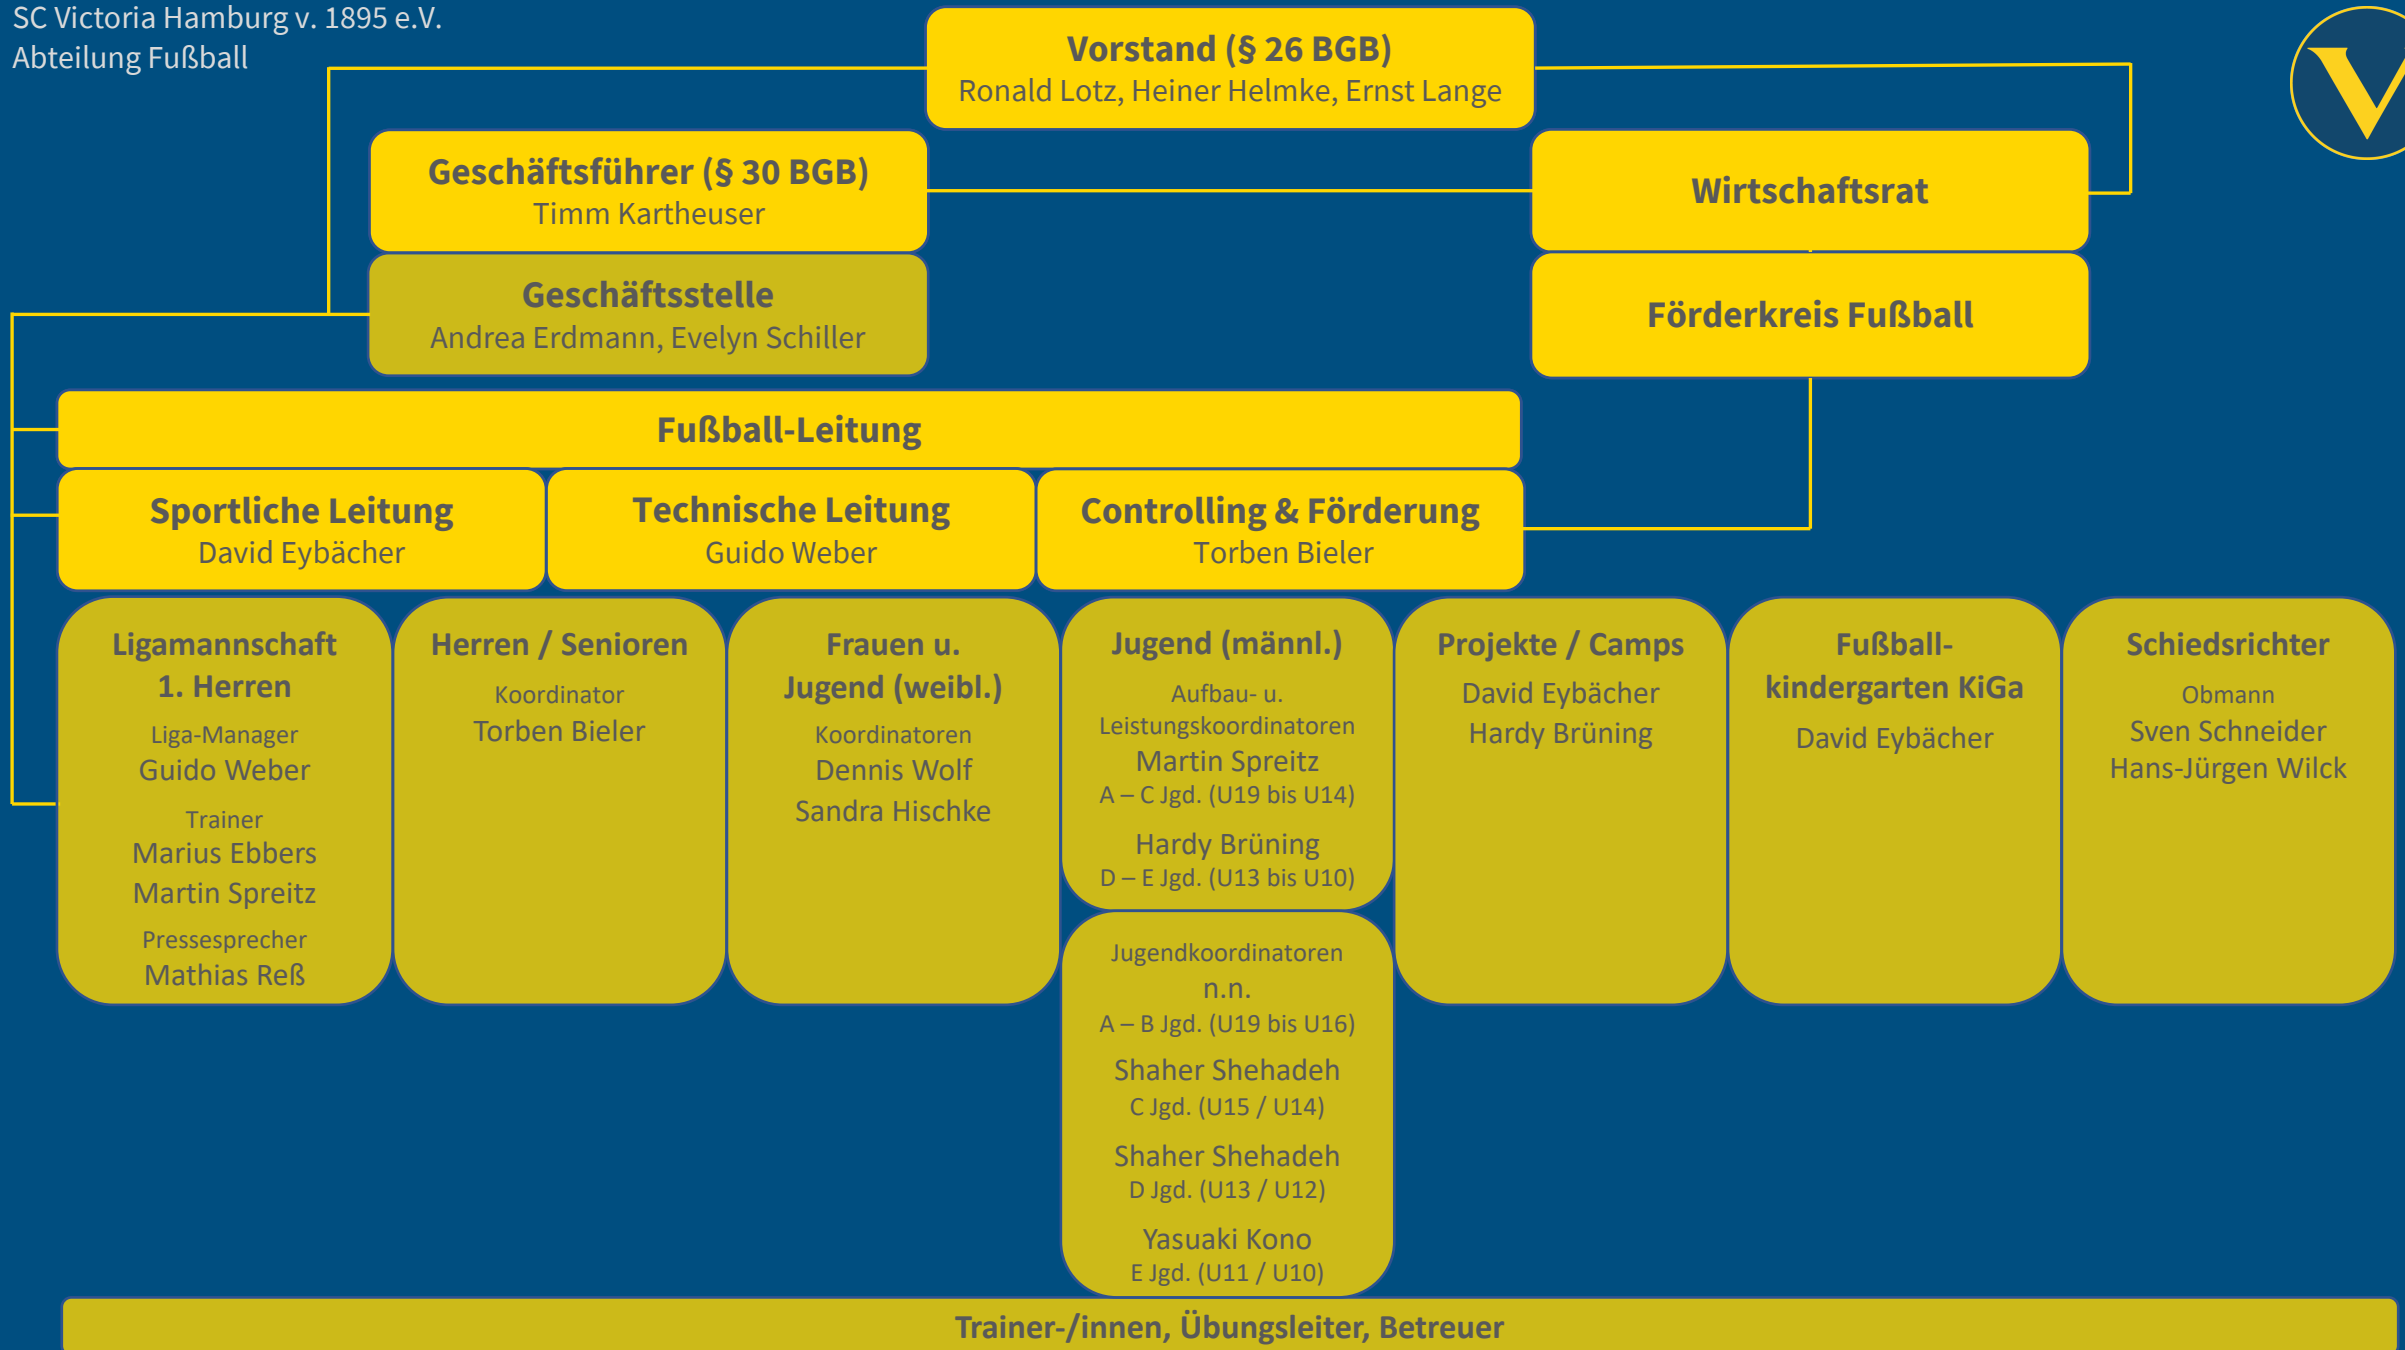 SC Victoria Hamburg v. 1895 e.V.
Abteilung Fußball
Vorstand (§ 26 BGB)
Ronald Lotz, Heiner Helmke, Ernst Lange
V
Geschäftsführer (§ 30 BGB)
Timm Kartheuser
Wirtschaftsrat
Geschäftsstelle
Andrea Erdmann, Evelyn Schiller
Förderkreis Fußball
Fußball-Leitung
Sportliche Leitung
David Eybächer
Technische Leitung
Guido Weber
Controlling & Förderung
Torben Bieler
Ligamannschaft
1. Herren
Liga-Manager
Guido Weber
Trainer
Marius Ebbers
Martin Spreitz
Pressesprecher
Mathias Reß
Herren / Senioren
Koordinator
Torben Bieler
Frauen u.
Jugend (weibl.)
Koordinatoren
Dennis Wolf
Sandra Hischke
Jugend (männl.)
Aufbau- u.
Leistungskoordinatoren
Martin Spreitz
A – C Jgd. (U19 bis U14)
Hardy Brüning
D – E Jgd. (U13 bis U10)
Jugendkoordinatoren
n.n.
A – B Jgd. (U19 bis U16)
Shaher Shehadeh
C Jgd. (U15 / U14)
Shaher Shehadeh
D Jgd. (U13 / U12)
Yasuaki Kono
E Jgd. (U11 / U10)
Projekte / Camps
David Eybächer
Hardy Brüning
Fußball-
kindergarten KiGa
David Eybächer
Schiedsrichter
Obmann
Sven Schneider
Hans-Jürgen Wilck
Trainer-/innen, Übungsleiter, Betreuer